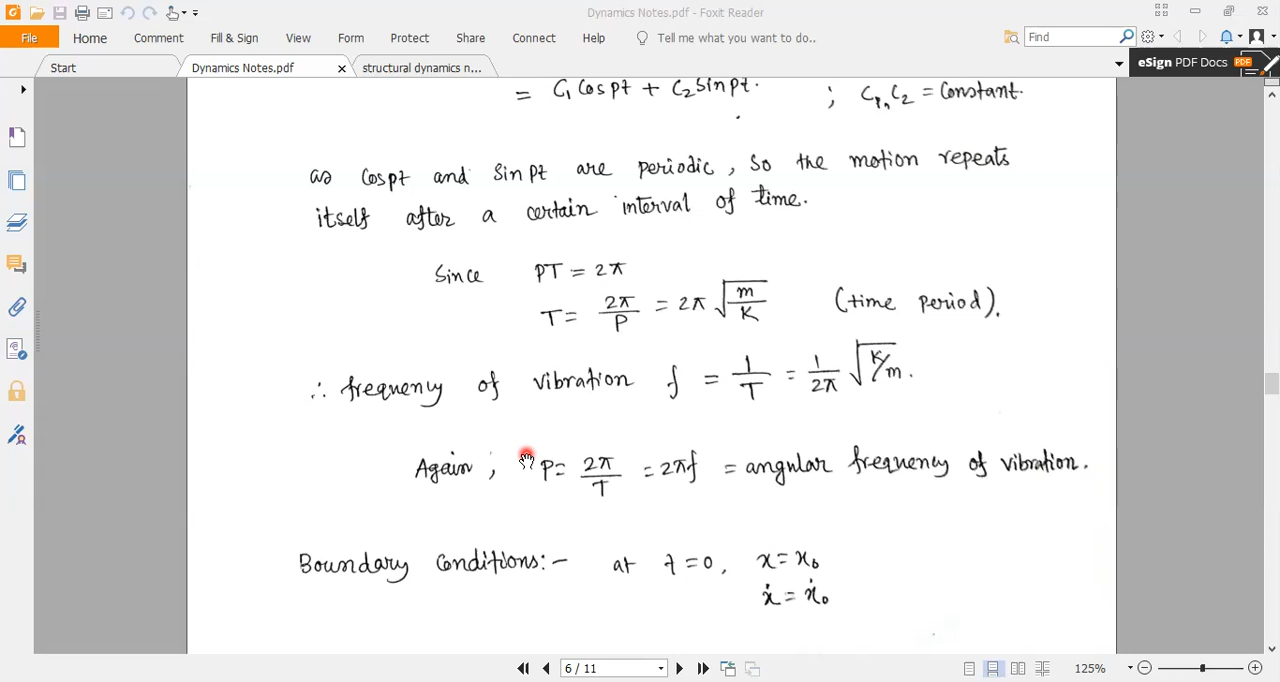 Dynamics Notes.pdf - Foxit Reader
File Home Comment Fill & Sign View Form Protect Share Connect Help Tell me what you want to do.. Find
Start Dynamics Notes.pdf structural dynamics n... eSign PDF Docs PDF
= C₁ Cos pt + C₂ Sin pt. ; C₁, C₂ = Constant.
as Cos pt and Sin pt are periodic, so the motion repeats
itself after a certain interval of time.
Since PT = 2π
T = 2π/P = 2π √(m/K) (time period).
∴ frequency of vibration f = 1/T = 1/2π √(K/m).
Again ; P = 2π/T = 2πf = angular frequency of vibration.
Boundary Conditions:- at t = 0, x = x₀
ẋ = ẋ₀
6 / 11 125%